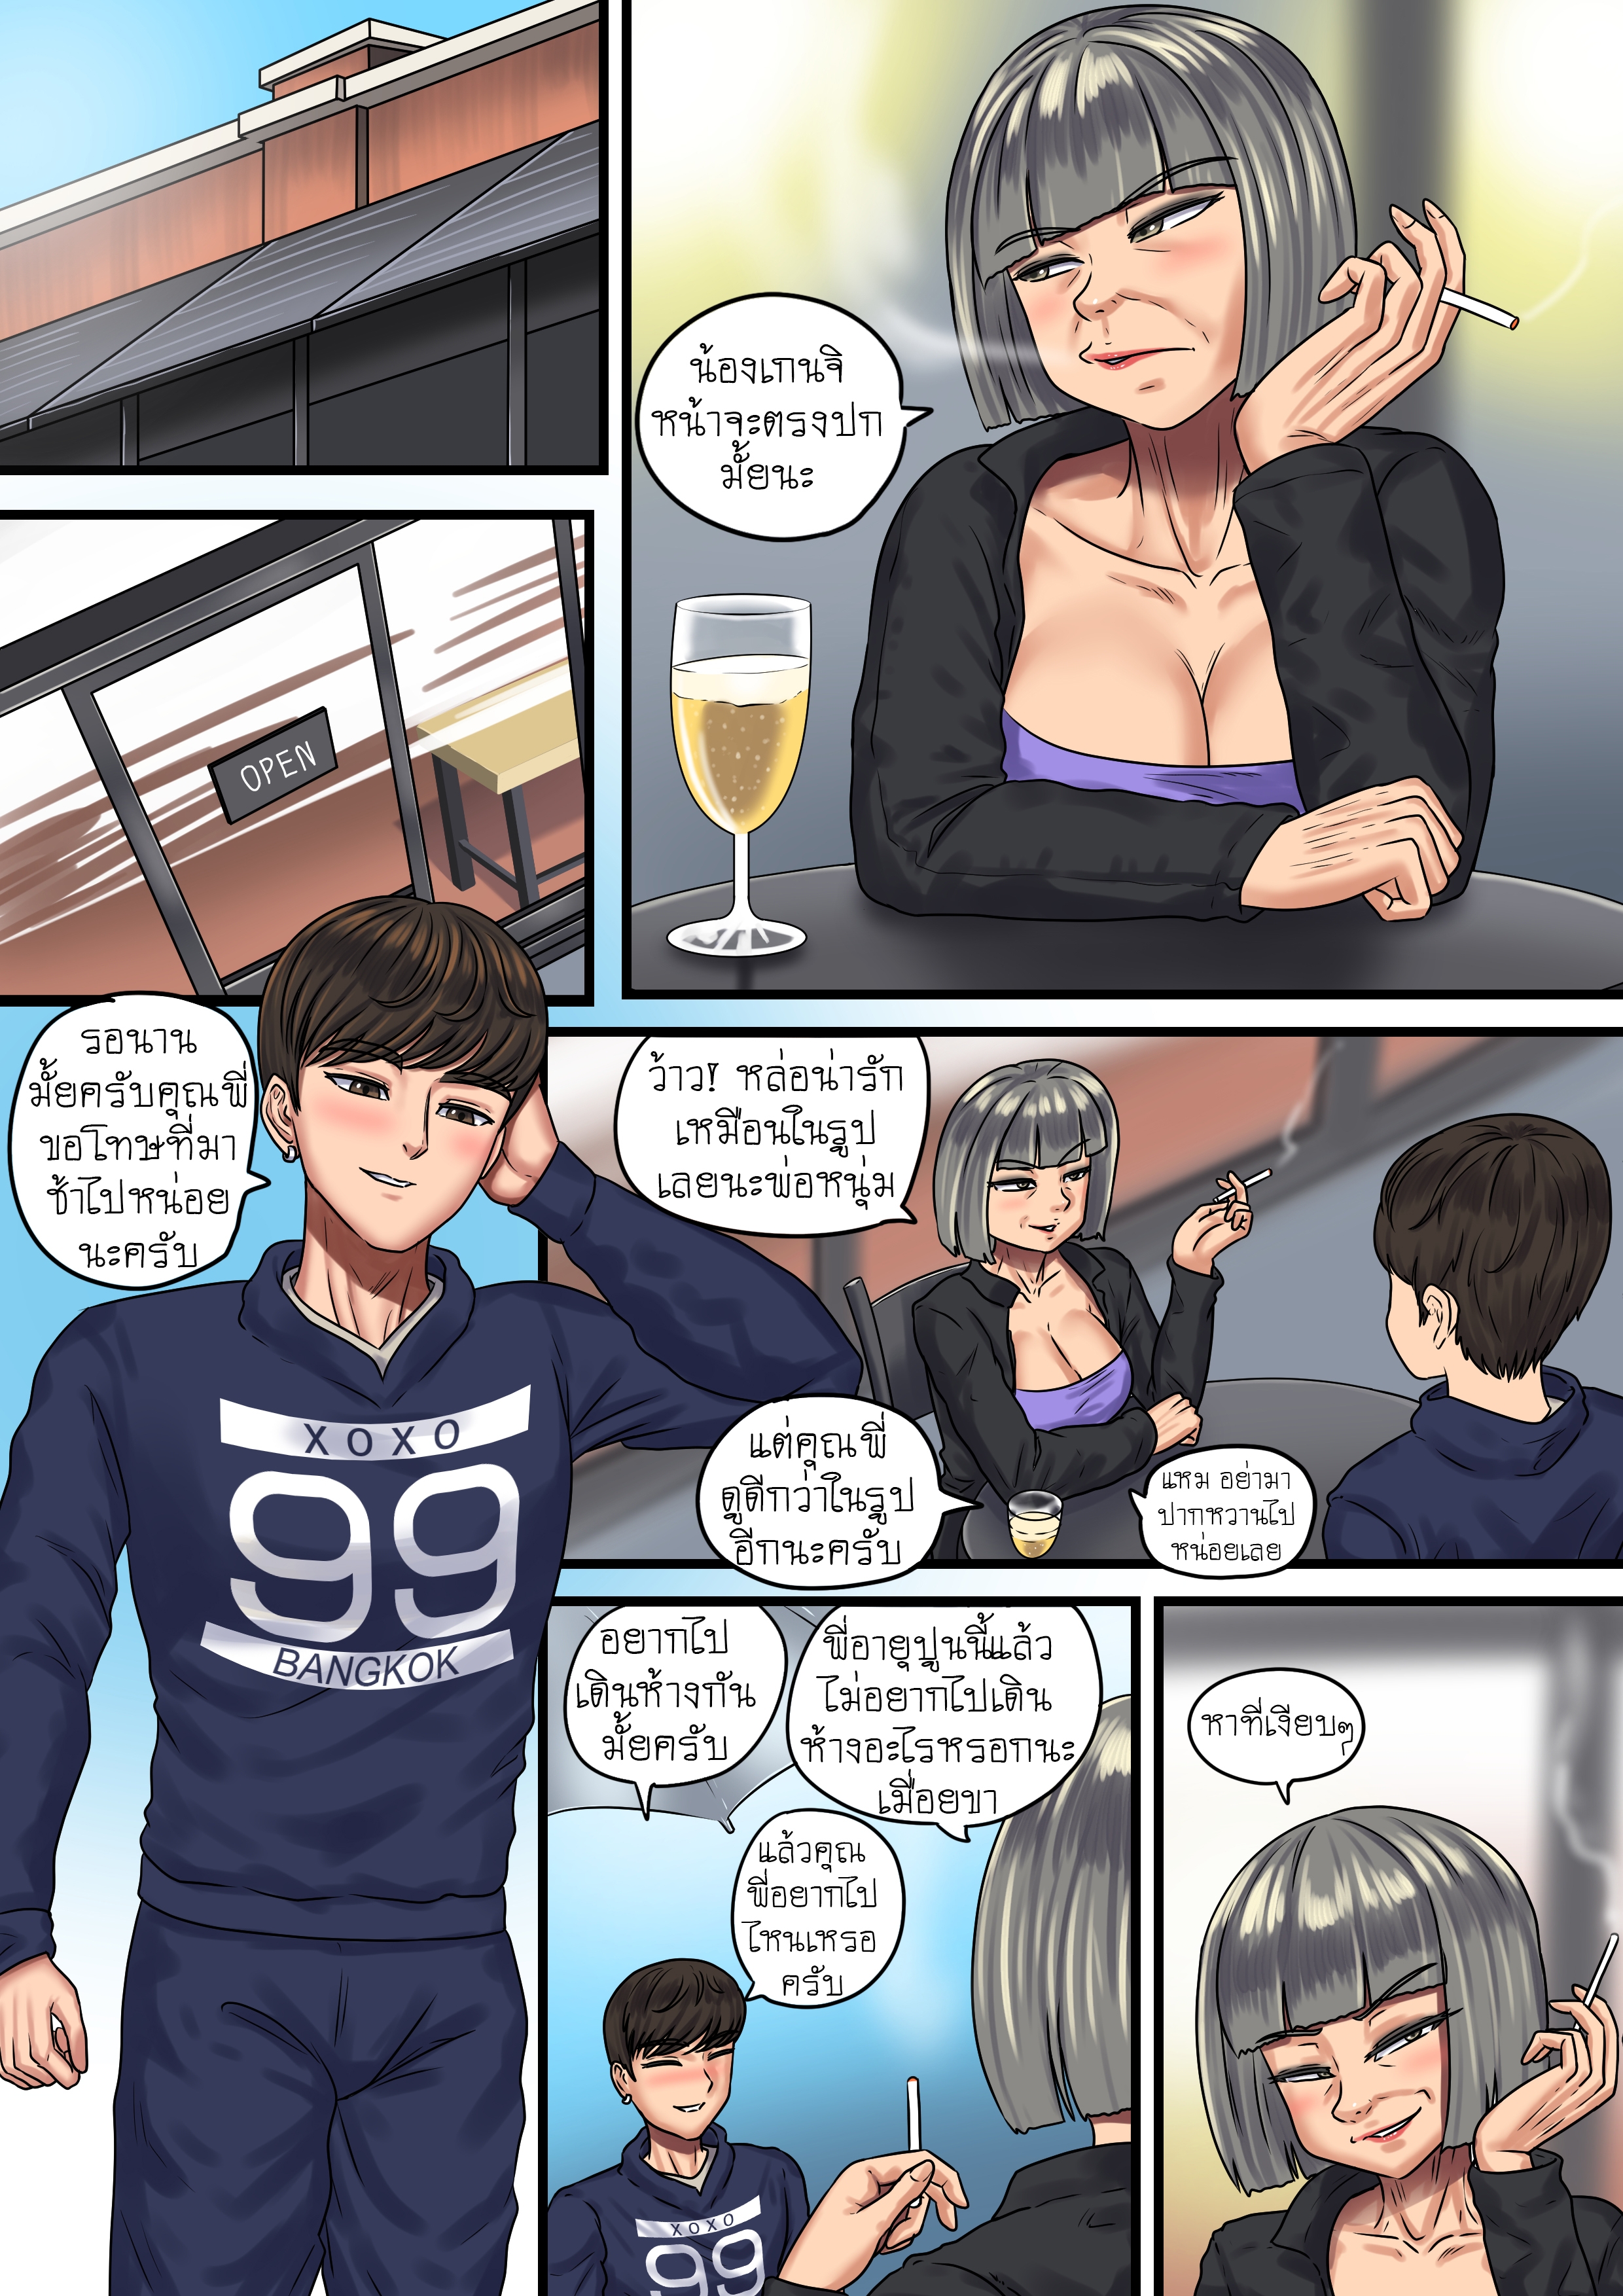 น้องเกนจิ
หน้าจะตรงปก
มั้ยนะ
OPEN
รอนาน
มั้ยครับคุณพี่
ขอโทษที่มา
ช้าไปหน่อย
นะครับ
XOXO
99
BANGKOK
ว้าว! หล่อน่ารัก
เหมือนในรูป
เลยนะพ่อหนุ่ม
แต่คุณพี่
ดูดีกว่าในรูป
อีกนะครับ
แหม อย่ามา
ปากหวานไป
หน่อยเลย
อยากไป
เดินห้างกัน
มั้ยครับ
พี่อายุปูนนี้แล้ว
ไม่อยากไปเดิน
ห้างอะไรหรอกนะ
เมื่อยขา
แล้วคุณ
พี่อยากไป
ไหนเหรอ
ครับ
XOXO
99
หาที่เงียบๆ